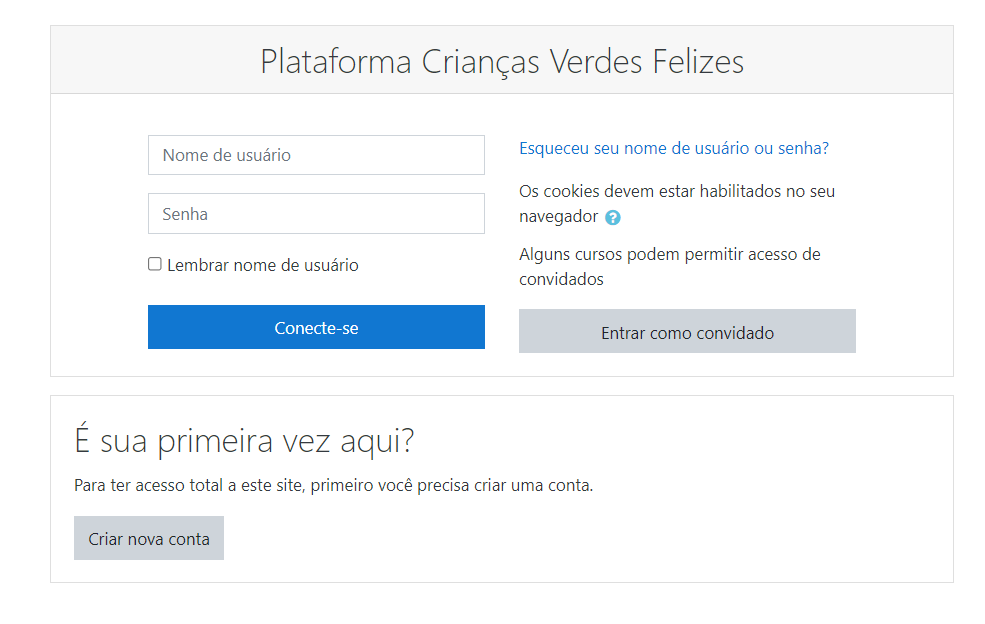 Plataforma Crianças Verdes Felizes
Nome de usuário
Senha
Lembrar nome de usuário
Conecte-se
Esqueceu seu nome de usuário ou senha?
Os cookies devem estar habilitados no seu
navegador ?
Alguns cursos podem permitir acesso de
convidados
Entrar como convidado
É sua primeira vez aqui?
Para ter acesso total a este site, primeiro você precisa criar uma conta.
Criar nova conta